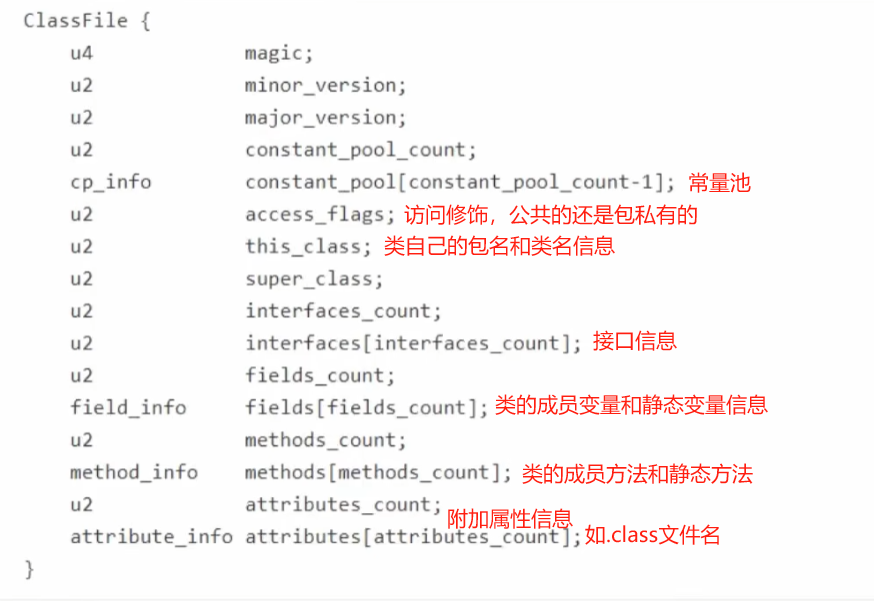 ClassFile {
u4 magic;
u2 minor_version;
u2 major_version;
u2 constant_pool_count;
cp_info constant_pool[constant_pool_count-1]; 常量池
u2 access_flags; 访问修饰，公共的还是包私有的
u2 this_class; 类自己的包名和类名信息
u2 super_class;
u2 interfaces_count;
u2 interfaces[interfaces_count]; 接口信息
u2 fields_count;
field_info fields[fields_count]; 类的成员变量和静态变量信息
u2 methods_count;
method_info methods[methods_count]; 类的成员方法和静态方法
u2 attributes_count;
附加属性信息
attribute_info attributes[attributes_count]; 如.class文件名
}